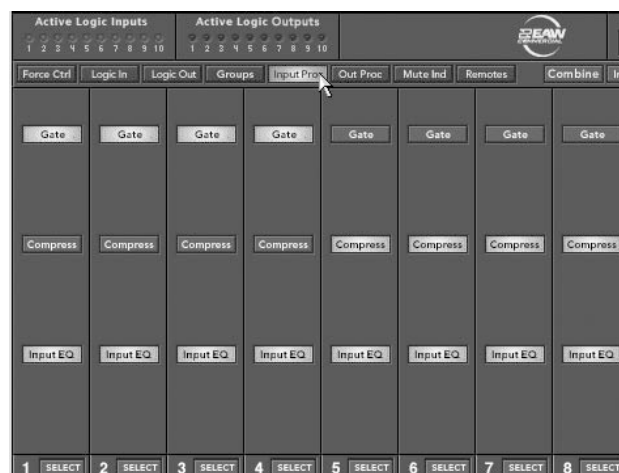 Active Logic Inputs Active Logic Outputs
1 2 3 4 5 6 7 8 9 10 1 2 3 4 5 6 7 8 9 10
EAW
COMMERCIAL
Force Ctrl Logic In Logic Out Groups Input Proc Out Proc Mute Ind Remotes Combine
Gate Gate Gate Gate Gate Gate Gate Gate
Compress Compress Compress Compress Compress Compress Compress Compress
Input EQ Input EQ Input EQ Input EQ Input EQ Input EQ Input EQ Input EQ
1 SELECT 2 SELECT 3 SELECT 4 SELECT 5 SELECT 6 SELECT 7 SELECT 8 SELECT